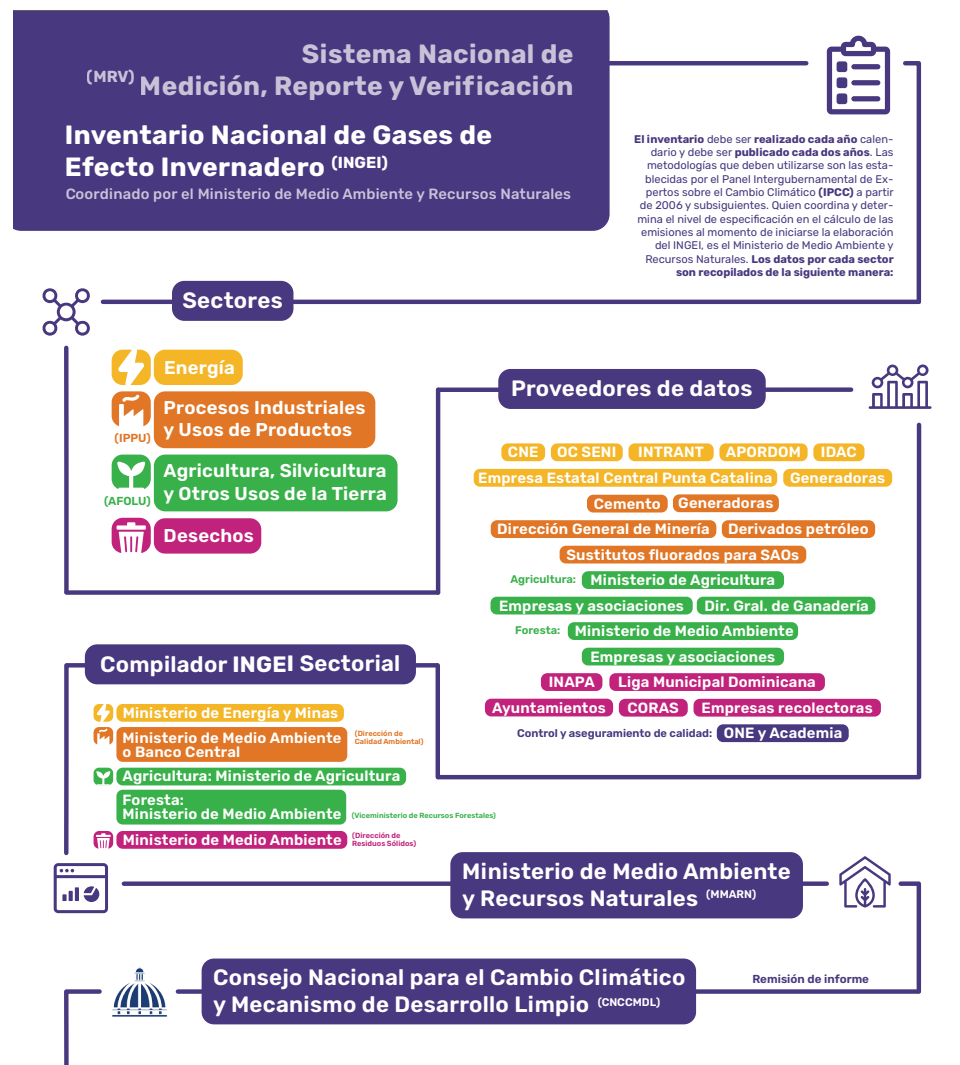 Sistema Nacional de
(MRV) Medición, Reporte y Verificación
Inventario Nacional de Gases de
Efecto Invernadero (INGEI)
Coordinado por el Ministerio de Medio Ambiente y Recursos Naturales
El inventario debe ser realizado cada año calen-
dario y debe ser publicado cada dos años. Las
metodologías que deben utilizarse son las esta-
blecidas por el Panel Intergubernamental de Ex-
pertos sobre el Cambio Climático (IPCC) a partir
de 2006 y subsiguientes. Quien coordina y deter-
mina el nivel de especificación en el cálculo de las
emisiones al momento de iniciarse la elaboración
del INGEI, es el Ministerio de Medio Ambiente y
Recursos Naturales. Los datos por cada sector
son recopilados de la siguiente manera:
Sectores
Energía
Procesos Industriales
y Usos de Productos
(IPPU)
Agricultura, Silvicultura
y Otros Usos de la Tierra
(AFOLU)
Desechos
Proveedores de datos
CNE OC SENI INTRANT APORDOM IDAC
Empresa Estatal Central Punta Catalina Generadoras
Cemento Generadoras
Dirección General de Minería Derivados petróleo
Sustitutos fluorados para SAOs
Agricultura: Ministerio de Agricultura
Empresas y asociaciones Dir. Gral. de Ganadería
Foresta: Ministerio de Medio Ambiente
Empresas y asociaciones
INAPA Liga Municipal Dominicana
Ayuntamientos CORAS Empresas recolectoras
Control y aseguramiento de calidad: ONE y Academia
Compilador INGEI Sectorial
Ministerio de Energía y Minas
Ministerio de Medio Ambiente
o Banco Central
(Dirección de
Calidad Ambiental)
Agricultura: Ministerio de Agricultura
Foresta:
Ministerio de Medio Ambiente (Viceministerio de Recursos Forestales)
Ministerio de Medio Ambiente
(Dirección de
Residuos Sólidos)
Ministerio de Medio Ambiente
y Recursos Naturales (MMARN)
Consejo Nacional para el Cambio Climático
y Mecanismo de Desarrollo Limpio (CNCCMDL)
Remisión de informe